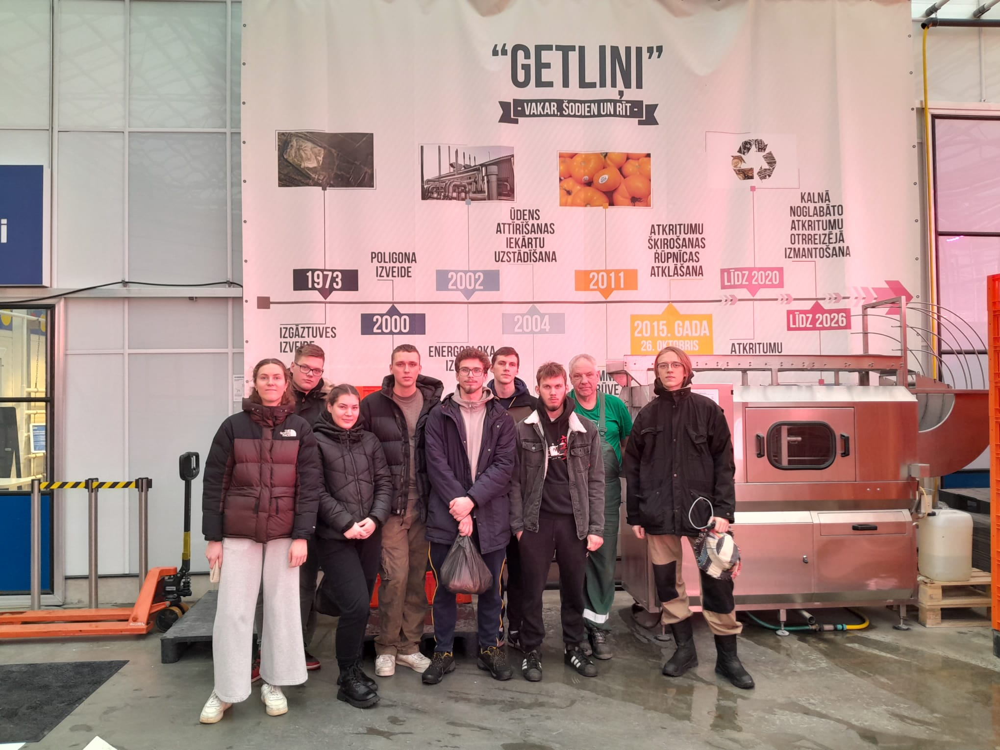 “GETLIŅI”
- VAKAR, ŠODIEN UN RĪT -
KALNĀ
NOGLABĀTO
ATKRITUMU
OTRREIZĒJĀ
IZMANTOŠANA
ŪDENS
ATTĪRĪŠANAS
IEKĀRTU
UZSTĀDĪŠANA
ATKRITUMU
ŠĶIROŠANAS
RŪPNĪCAS
ATKLĀŠANA
POLIGONA
IZVEIDE
1973
2002
2011
LĪDZ 2020
2000
2004
2015. GADA
26. OKTOBRIS
LĪDZ 2026
IZGĀZTUVES
IZVEIDE
ENERGOBLOKA
ATKRITUMU
THE
NORTH
FACE